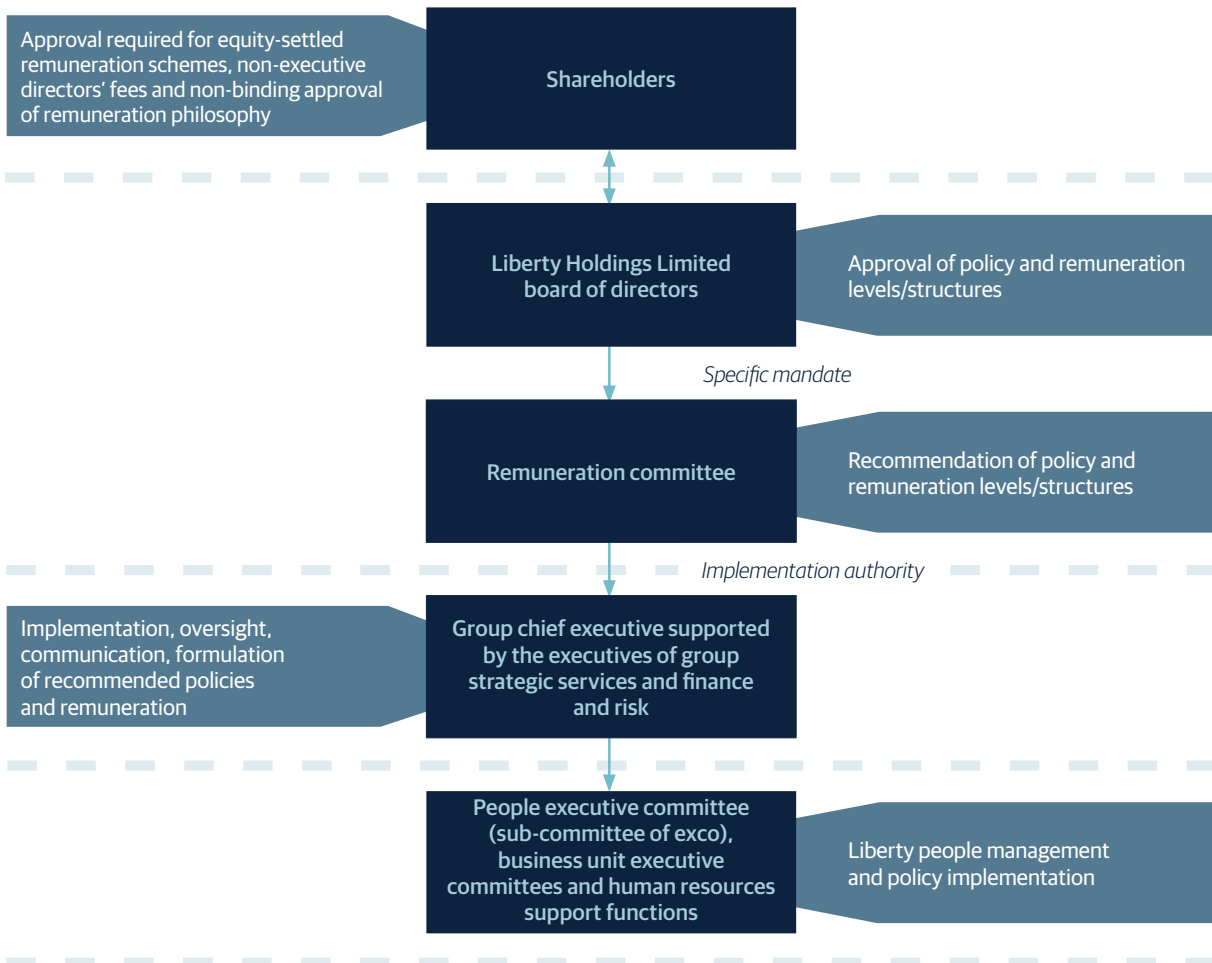 Approval required for equity-settled
remuneration schemes, non-executive
directors' fees and non-binding approval
of remuneration philosophy
Shareholders
Liberty Holdings Limited
board of directors
Approval of policy and remuneration
levels/structures
Specific mandate
Remuneration committee
Recommendation of policy and
remuneration levels/structures
Implementation authority
Implementation, oversight,
communication, formulation
of recommended policies
and remuneration
Group chief executive supported
by the executives of group
strategic services and finance
and risk
People executive committee
(sub-committee of exco),
business unit executive
committees and human resources
support functions
Liberty people management
and policy implementation